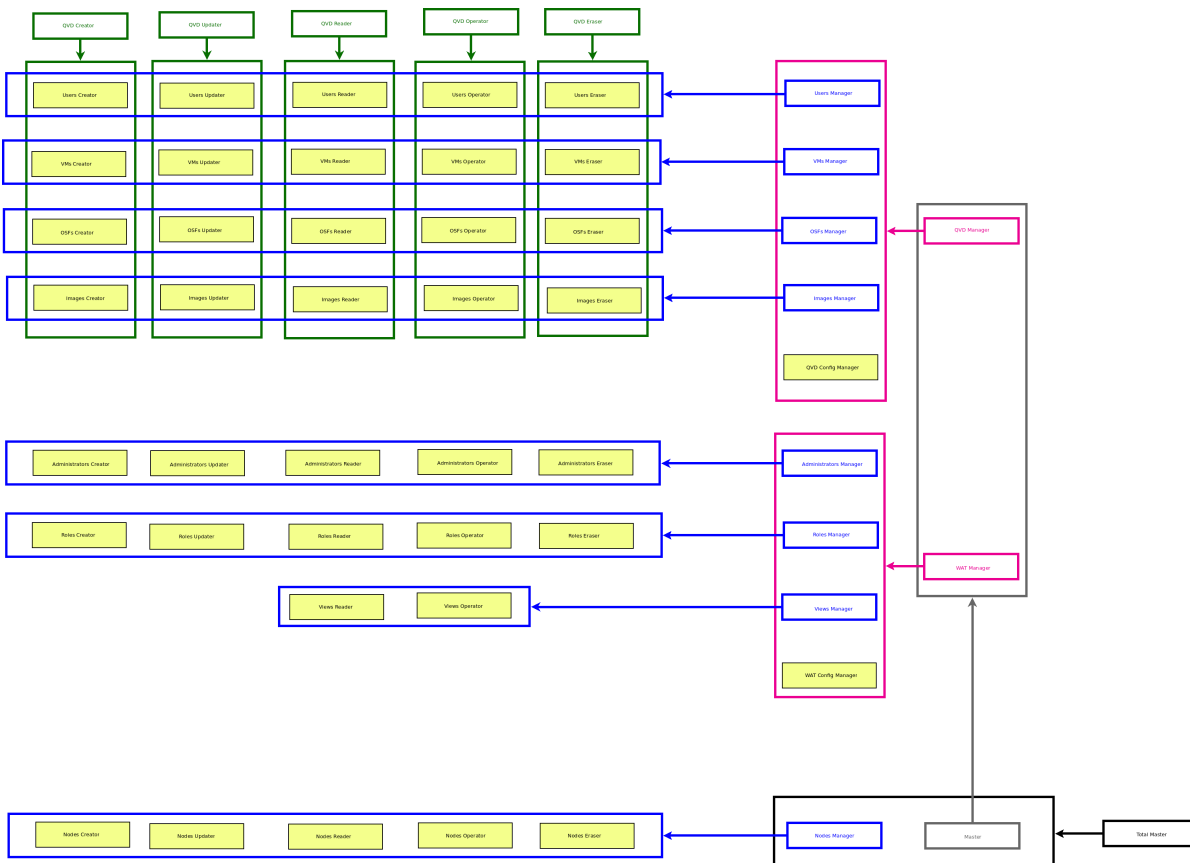 QVD Creator
QVD Updater
QVD Reader
QVD Operator
QVD Eraser
Users Creator
Users Updater
Users Reader
Users Operator
Users Eraser
Users Manager
VMs Creator
VMs Updater
VMs Reader
VMs Operator
VMs Eraser
VMs Manager
OSFs Creator
OSFs Updater
OSFs Reader
OSFs Operator
OSFs Eraser
OSFs Manager
QVD Manager
Images Creator
Images Updater
Images Reader
Images Operator
Images Eraser
Images Manager
QVD Config Manager
Administrators Creator
Administrators Updater
Administrators Reader
Administrators Operator
Administrators Eraser
Administrators Manager
Roles Creator
Roles Updater
Roles Reader
Roles Operator
Roles Eraser
Roles Manager
WAT Manager
Views Reader
Views Operator
Views Manager
WAT Config Manager
Nodes Creator
Nodes Updater
Nodes Reader
Nodes Operator
Nodes Eraser
Nodes Manager
Master
Total Master